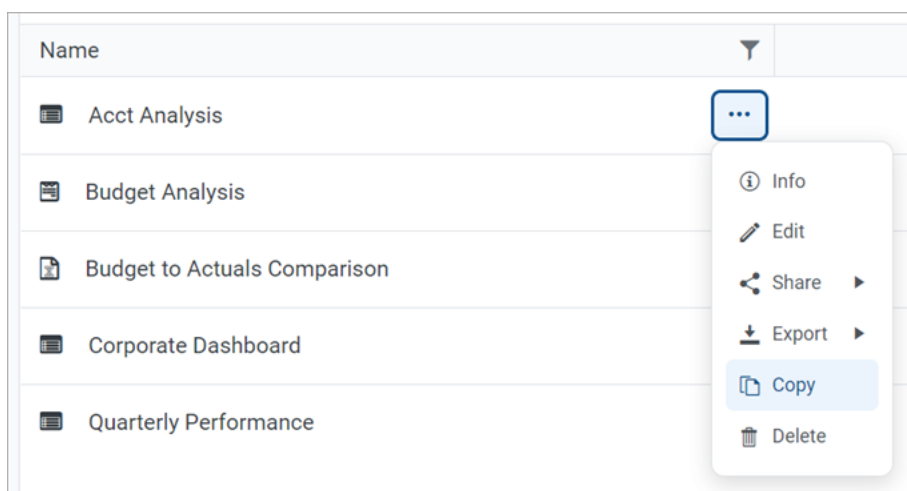 Name
Acct Analysis
Budget Analysis
Budget to Actuals Comparison
Corporate Dashboard
Quarterly Performance
Info
Edit
Share
Export
Copy
Delete